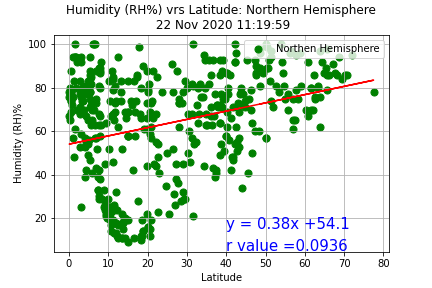 Humidity (RH%) vrs Latitude: Northern Hemisphere
22 Nov 2020 11:19:59
Northen Hemisphere
Humidity (RH)%
100
80
60
40
20
y = 0.38x +54.1
r value =0.0936
0 10 20 30 40 50 60 70 80
Latitude